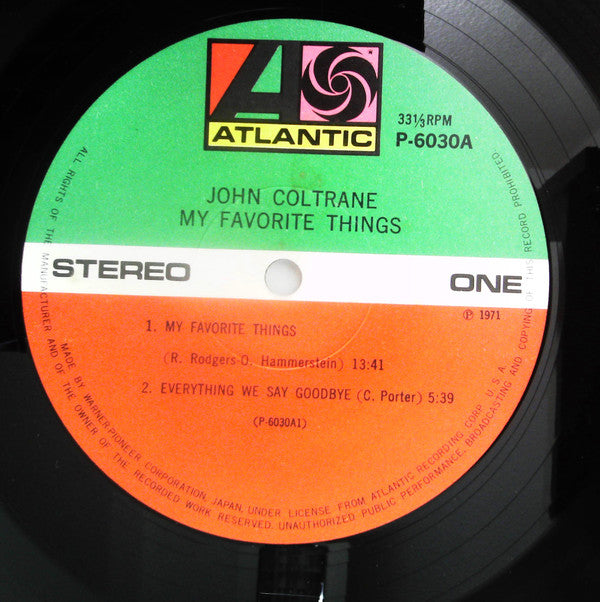 ATLANTIC
33⅓RPM
P-6030A
JOHN COLTRANE
MY FAVORITE THINGS
STEREO
ONE
℗ 1971
1. MY FAVORITE THINGS
(R. Rodgers-O. Hammerstein) 13:41
2. EVERYTHING WE SAY GOODBYE (C. Porter) 5:39
(P-6030A1)
MADE BY WARNER-PIONEER CORPORATION, JAPAN, UNDER LICENSE FROM ATLANTIC RECORDING CORP. U.S.A.
ALL RIGHTS OF THE MANUFACTURER AND OF THE OWNER OF THE RECORDED WORK RESERVED. UNAUTHORIZED PUBLIC PERFORMANCE, BROADCASTING AND COPYING OF THIS RECORD PROHIBITED.